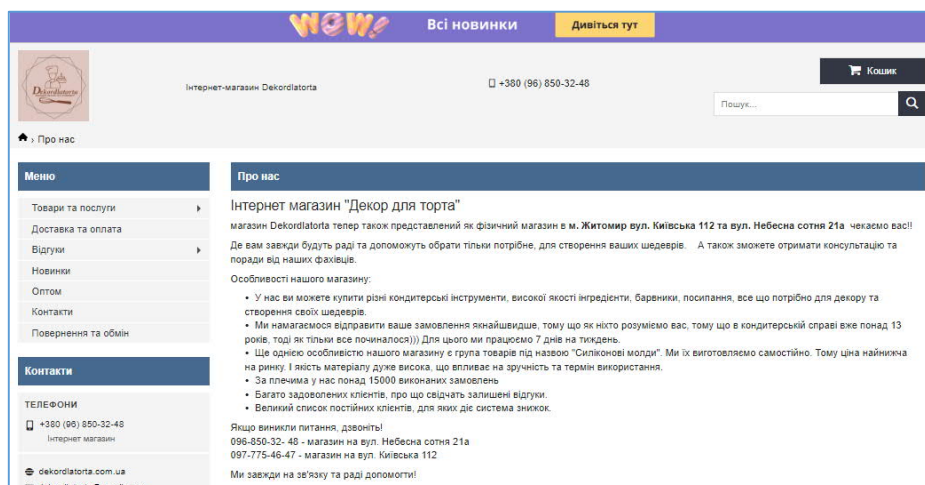 WOW!
Всі новинки
Дивіться тут
Dekordlatorta
Інтернет-магазин Dekordlatorta
+380 (96) 850-32-48
Кошик
Пошук...
› Про нас
Меню
Товари та послуги
Доставка та оплата
Відгуки
Новинки
Оптом
Контакти
Повернення та обмін
Контакти
ТЕЛЕФОНИ
+380 (96) 850-32-48
Інтернет магазин
dekordlatorta.com.ua
Про нас
Інтернет магазин "Декор для торта"
магазин Dekordlatorta тепер також представлений як фізичний магазин в м. Житомир вул. Київська 112 та вул. Небесна сотня 21а чекаємо вас!!
Де вам завжди будуть раді та допоможуть обрати тільки потрібне, для створення ваших шедеврів. А також зможете отримати консультацію та
поради від наших фахівців.
Особливості нашого магазину:
• У нас ви можете купити різні кондитерські інструменти, високої якості інгредієнти, барвники, посипання, все що потрібно для декору та
створення своїх шедеврів.
• Ми намагаємося відправити ваше замовлення якнайшвидше, тому що як ніхто розуміємо вас, тому що в кондитерській справі вже понад 13
років, тоді як тільки все починалося))) Для цього ми працюємо 7 днів на тиждень.
• Ще однією особливістю нашого магазину є група товарів під назвою "Силіконові молди". Ми їх виготовляємо самостійно. Тому ціна найнижча
на ринку. І якість матеріалу дуже висока, що впливає на зручність та термін використання.
• За плечима у нас понад 15000 виконаних замовлень
• Багато задоволених клієнтів, про що свідчать залишені відгуки.
• Великий список постійних клієнтів, для яких діє система знижок.
Якщо виникли питання, дзвоніть!
096-850-32- 48 - магазин на вул. Небесна сотня 21а
097-775-46-47 - магазин на вул. Київська 112
Ми завжди на зв'язку та раді допомогти!